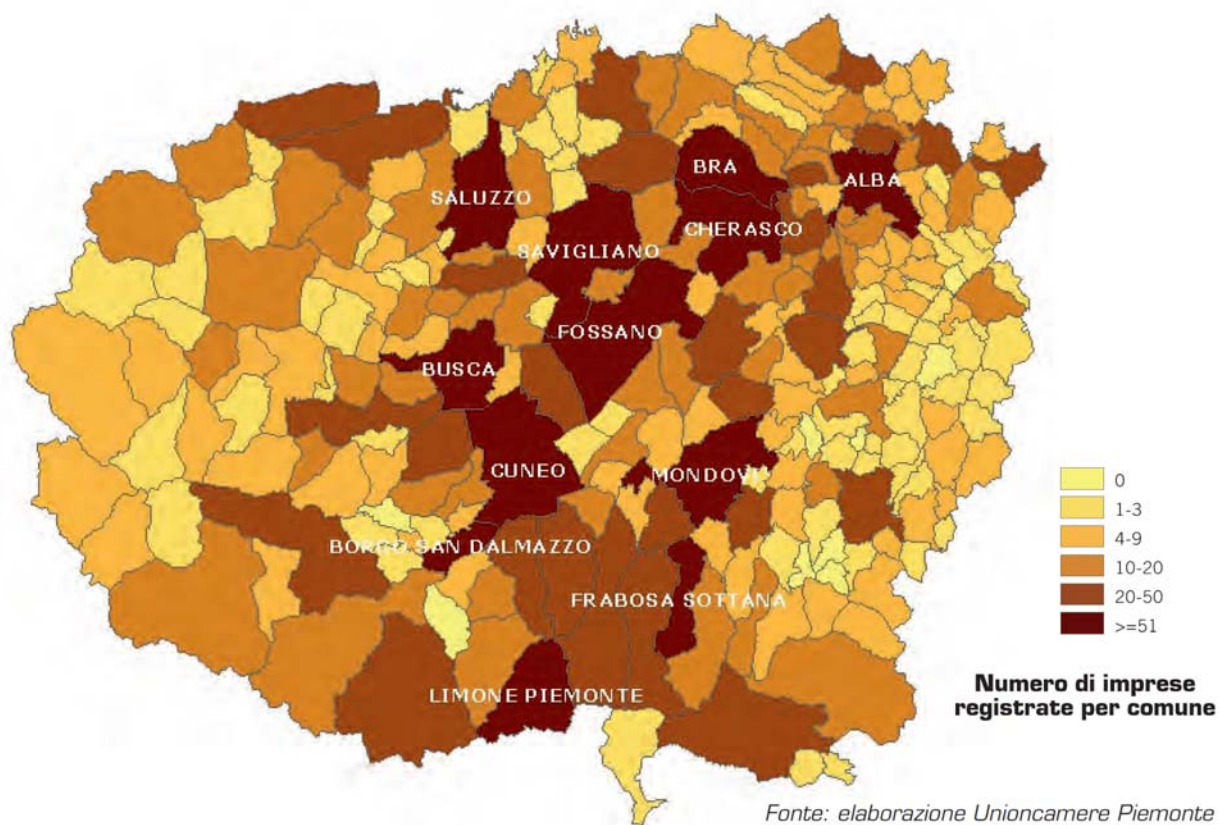 BRA
ALBA
SALUZZO
CHERASCO
SAVIGLIANO
FOSSANO
BUSCA
CUNEO
MONDOVI'
BORGO SAN DALMAZZO
FRABOSA SOTTANA
LIMONE PIEMONTE
0
1-3
4-9
10-20
20-50
>=51
Numero di imprese
registrate per comune
Fonte: elaborazione Unioncamere Piemonte